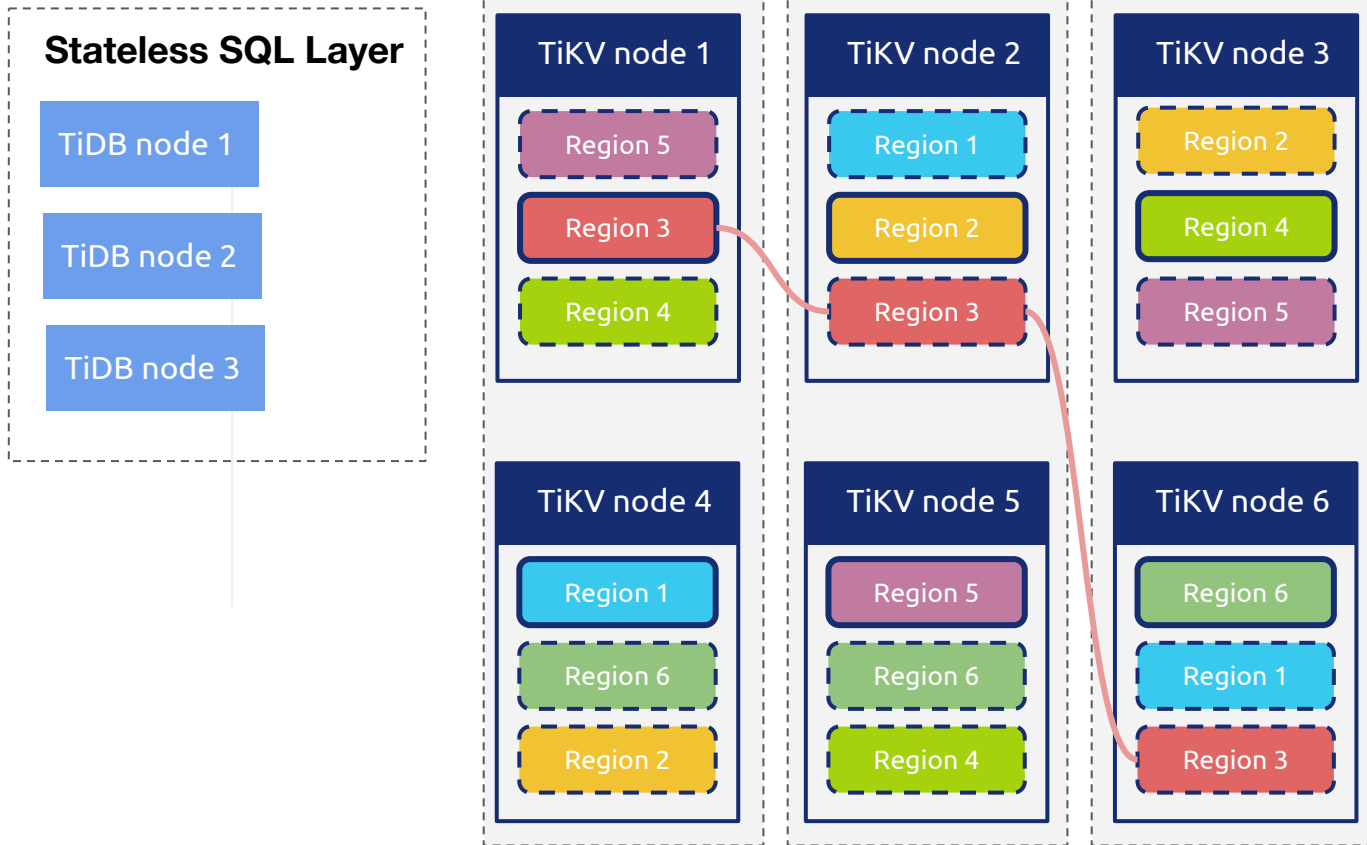 Stateless SQL Layer
TiDB node 1
TiDB node 2
TiDB node 3
TiKV node 1
Region 5
Region 3
Region 4
TiKV node 2
Region 1
Region 2
Region 3
TiKV node 3
Region 2
Region 4
Region 5
TiKV node 4
Region 1
Region 6
Region 2
TiKV node 5
Region 5
Region 6
Region 4
TiKV node 6
Region 6
Region 1
Region 3